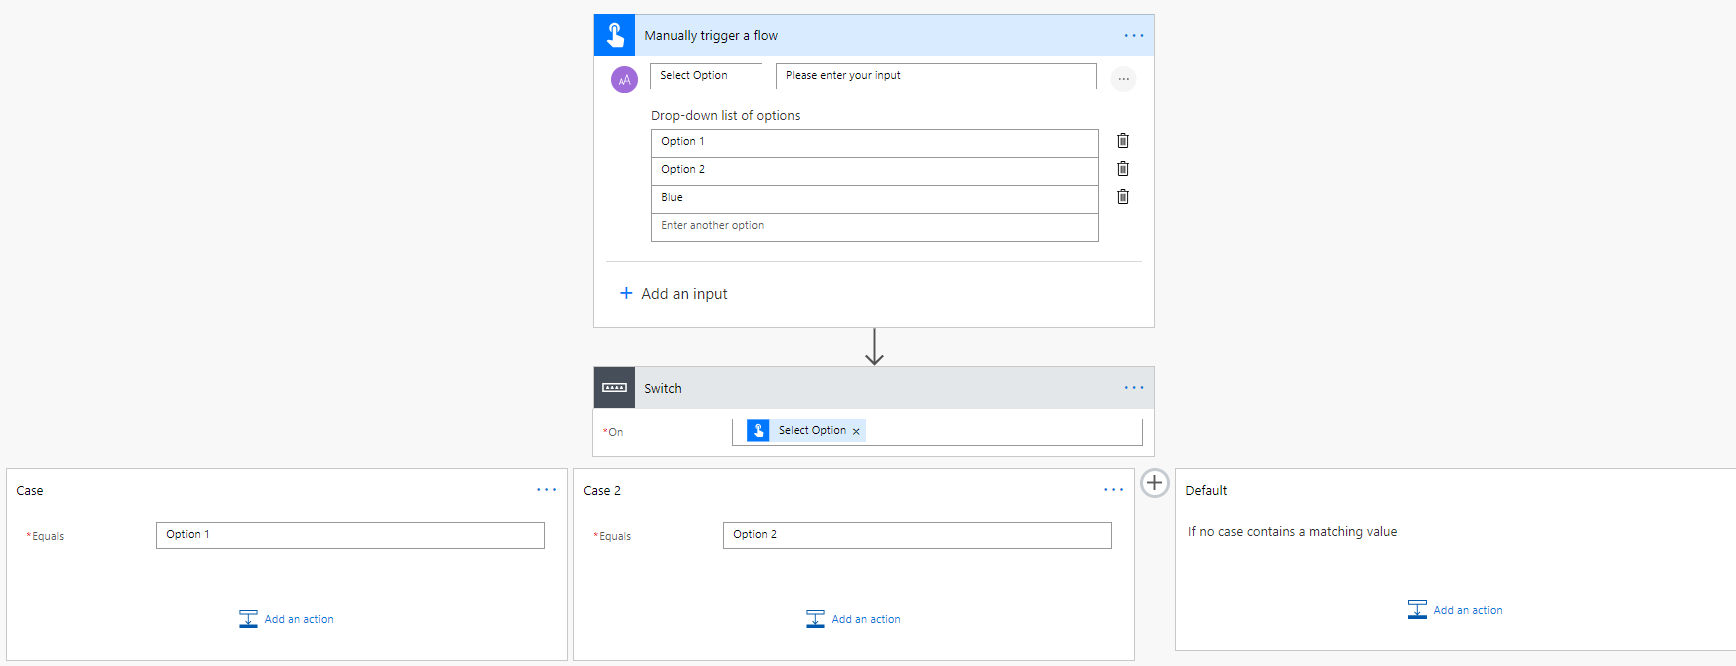 Manually trigger a flow
AA
Select Option
Please enter your input
Drop-down list of options
Option 1
Option 2
Blue
Enter another option
+ Add an input
Switch
*On
Select Option ×
Case
Case 2
Default
*Equals
Option 1
*Equals
Option 2
If no case contains a matching value
Add an action
Add an action
Add an action